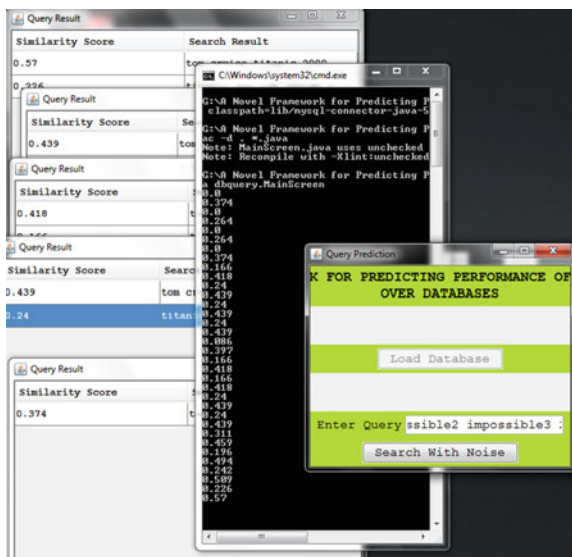 Query Result
Similarity Score Search Result
0.57
0.226
Query Result
Similarity Score
0.439
Query Result
Similarity Score
0.418
Query Result
Similarity Score
0.439 tom
0.24
Query Result
Similarity Score
0.374
C:\Windows\system32\cmd.exe
G:\A Novel Framework for Predicting P
classpath=lib/mysql-connector-java-5
G:\A Novel Framework for Predicting P
ac -d . *.java
Note: MainScreen.java uses unchecked
Note: Recompile with -Xlint:unchecked
G:\A Novel Framework for Predicting P
a dbquery.MainScreen
0.0
0.374
0.0
0.264
0.0
0.264
0.0
0.374
0.166
0.418
0.24
0.439
0.24
0.439
0.24
0.439
0.086
0.397
0.166
0.418
0.166
0.418
0.24
0.439
0.24
0.439
0.311
0.459
0.196
0.494
0.242
0.509
0.226
0.57
Query Prediction
K FOR PREDICTING PERFORMANCE OF
OVER DATABASES
Load Database
Enter Query ssible2 impossible3
Search With Noise